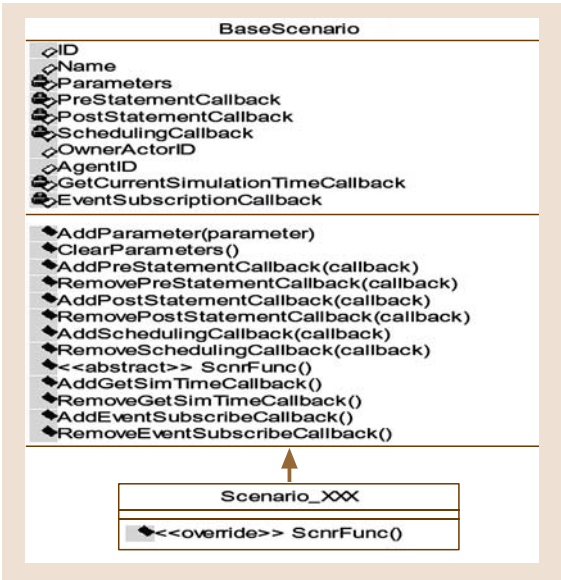 BaseScenario
ID
Name
Parameters
PreStatementCallback
PostStatementCallback
SchedulingCallback
OwnerActorID
AgentID
GetCurrentSimulationTimeCallback
EventSubscriptionCallback
AddParameter(parameter)
ClearParameters()
AddPreStatementCallback(callback)
RemovePreStatementCallback(callback)
AddPostStatementCallback(callback)
RemovePostStatementCallback(callback)
AddSchedulingCallback(callback)
RemoveSchedulingCallback(callback)
<<abstract>> ScnrFunc()
AddGetSimTimeCallback()
RemoveGetSimTimeCallback()
AddEventSubscribeCallback()
RemoveEventSubscribeCallback()
Scenario_XXX
<<override>> ScnrFunc()